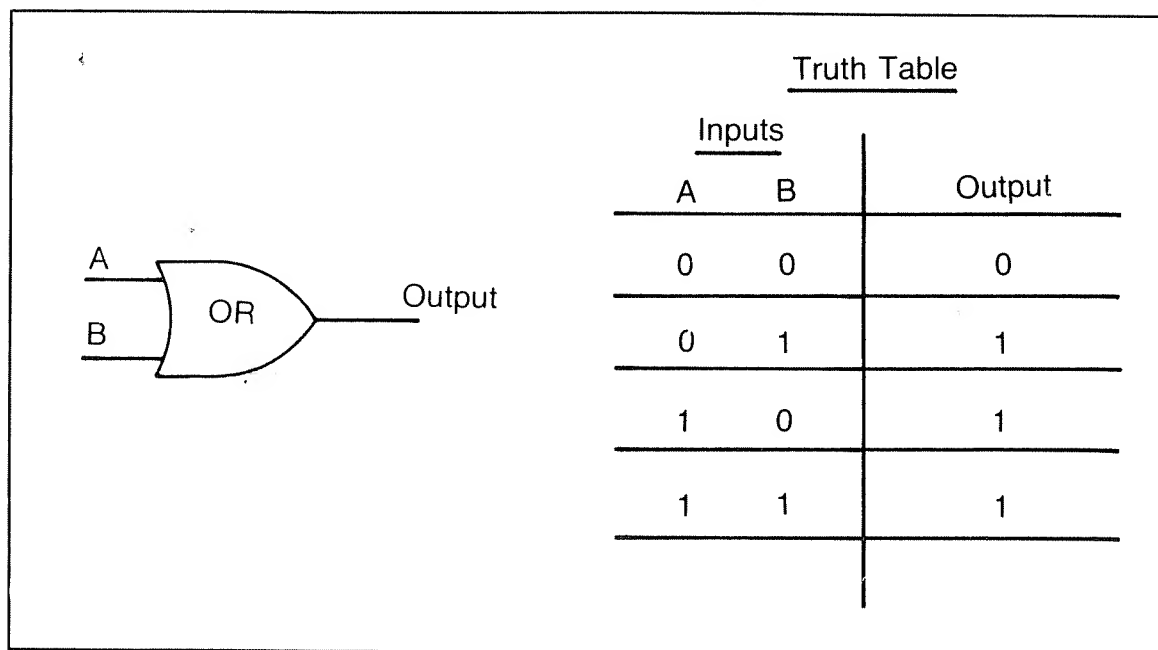 A
B
OR
Output
Truth Table
Inputs
A B Output
0 0 0
0 1 1
1 0 1
1 1 1